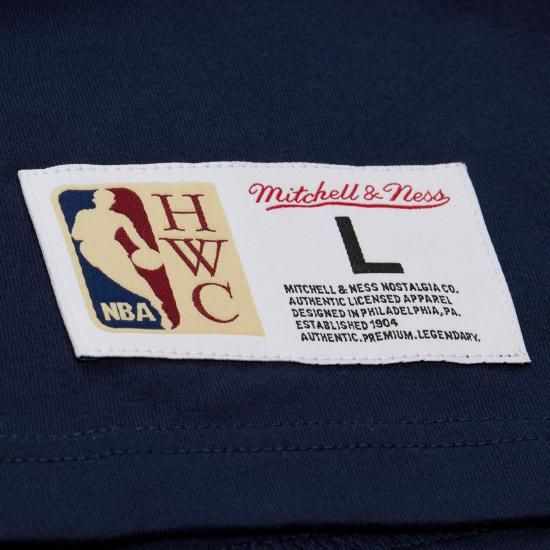 NBA
H
W
C
Mitchell & Ness
L
MITCHELL & NESS NOSTALGIA CO.
AUTHENTIC LICENSED APPAREL
DESIGNED IN PHILADELPHIA, PA.
ESTABLISHED 1904
AUTHENTIC.PREMIUM.LEGENDARY.